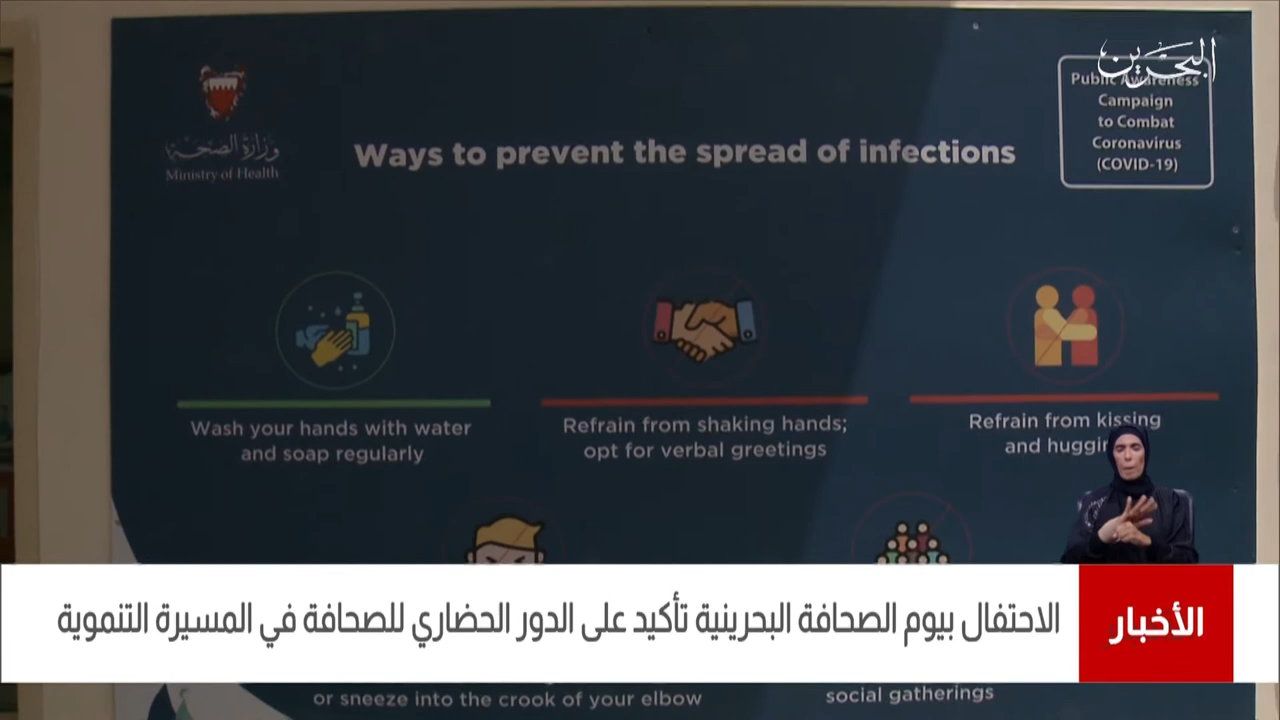 البحرين
Public Awareness
Campaign
to Combat
Coronavirus
(COVID-19)
وزارة الصحة
Ministry of Health
Ways to prevent the spread of infections
Wash your hands with water
and soap regularly
Refrain from shaking hands;
opt for verbal greetings
Refrain from kissing
and
الأخبار
الاحتفال بيوم الصحافة البحرينية تأكيد على الدور الحضاري للصحافة في المسيرة التنموية
or sneeze into the crook of your elbow
social gatherings